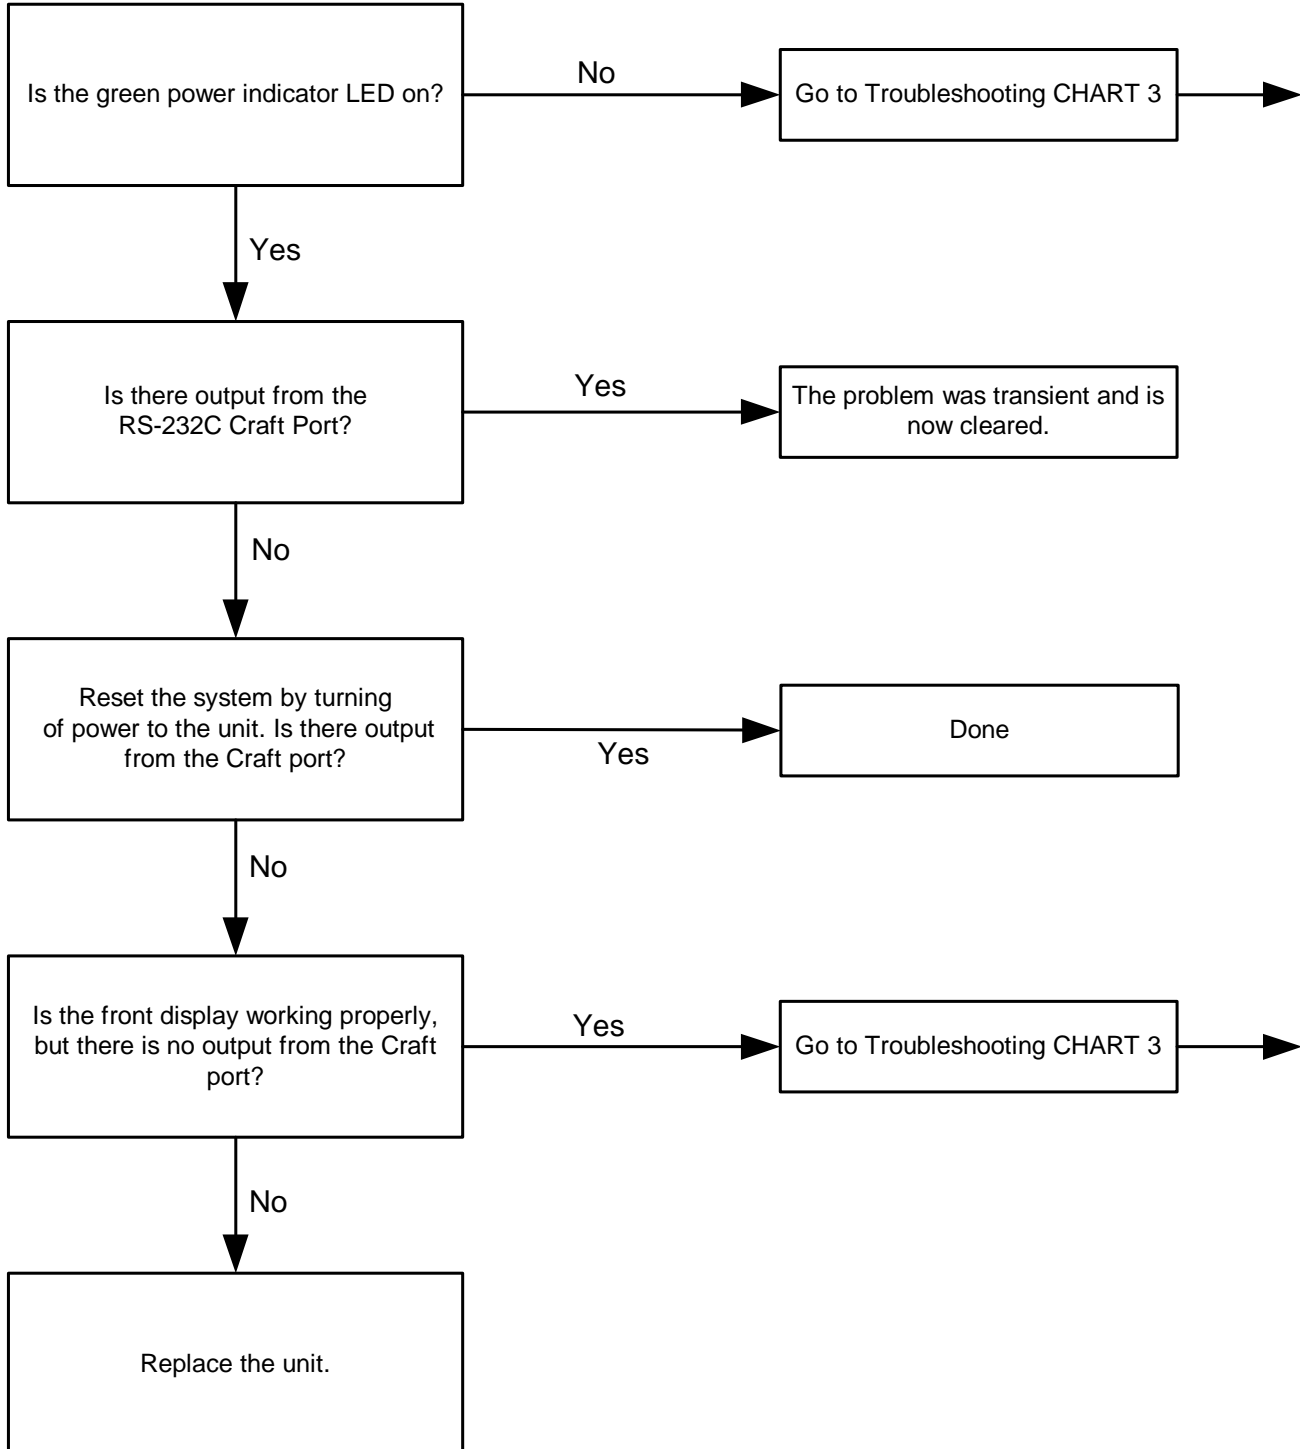 Is the green power indicator LED on?
No
Go to Troubleshooting CHART 3
Yes
Is there output from the
RS-232C Craft Port?
Yes
The problem was transient and is
now cleared.
No
Reset the system by turning
of power to the unit. Is there output
from the Craft port?
Yes
Done
No
Is the front display working properly,
but there is no output from the Craft
port?
Yes
Go to Troubleshooting CHART 3
No
Replace the unit.